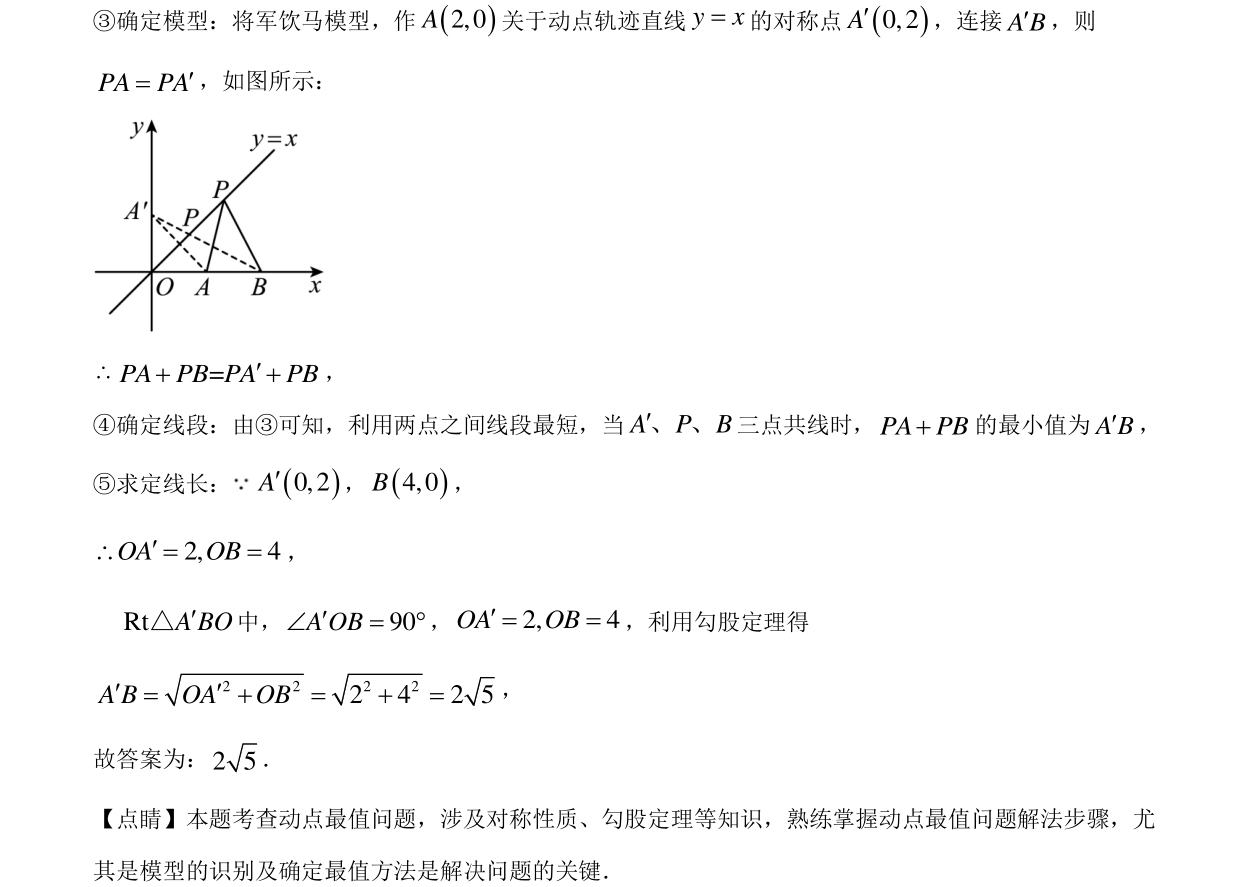 ③确定模型：将军饮马模型，作 A(2,0) 关于动点轨迹直线 y = x 的对称点 A′(0,2)，连接 A′B，则
PA = PA′，如图所示：
y
y=x
P
A′
P
O A B x
∴ PA + PB=PA′ + PB，
④确定线段：由③可知，利用两点之间线段最短，当 A′、P、B 三点共线时， PA + PB 的最小值为 A′B，
⑤求定线长：∵ A′(0,2)，B(4,0)，
∴OA′ = 2,OB = 4，
Rt△A′BO 中，∠A′OB = 90°，OA′ = 2,OB = 4，利用勾股定理得
A′B = √(OA′² + OB²) = √(2² + 4²) = 2√5，
故答案为：2√5．
【点睛】本题考查动点最值问题，涉及对称性质、勾股定理等知识，熟练掌握动点最值问题解法步骤，尤
其是模型的识别及确定最值方法是解决问题的关键．